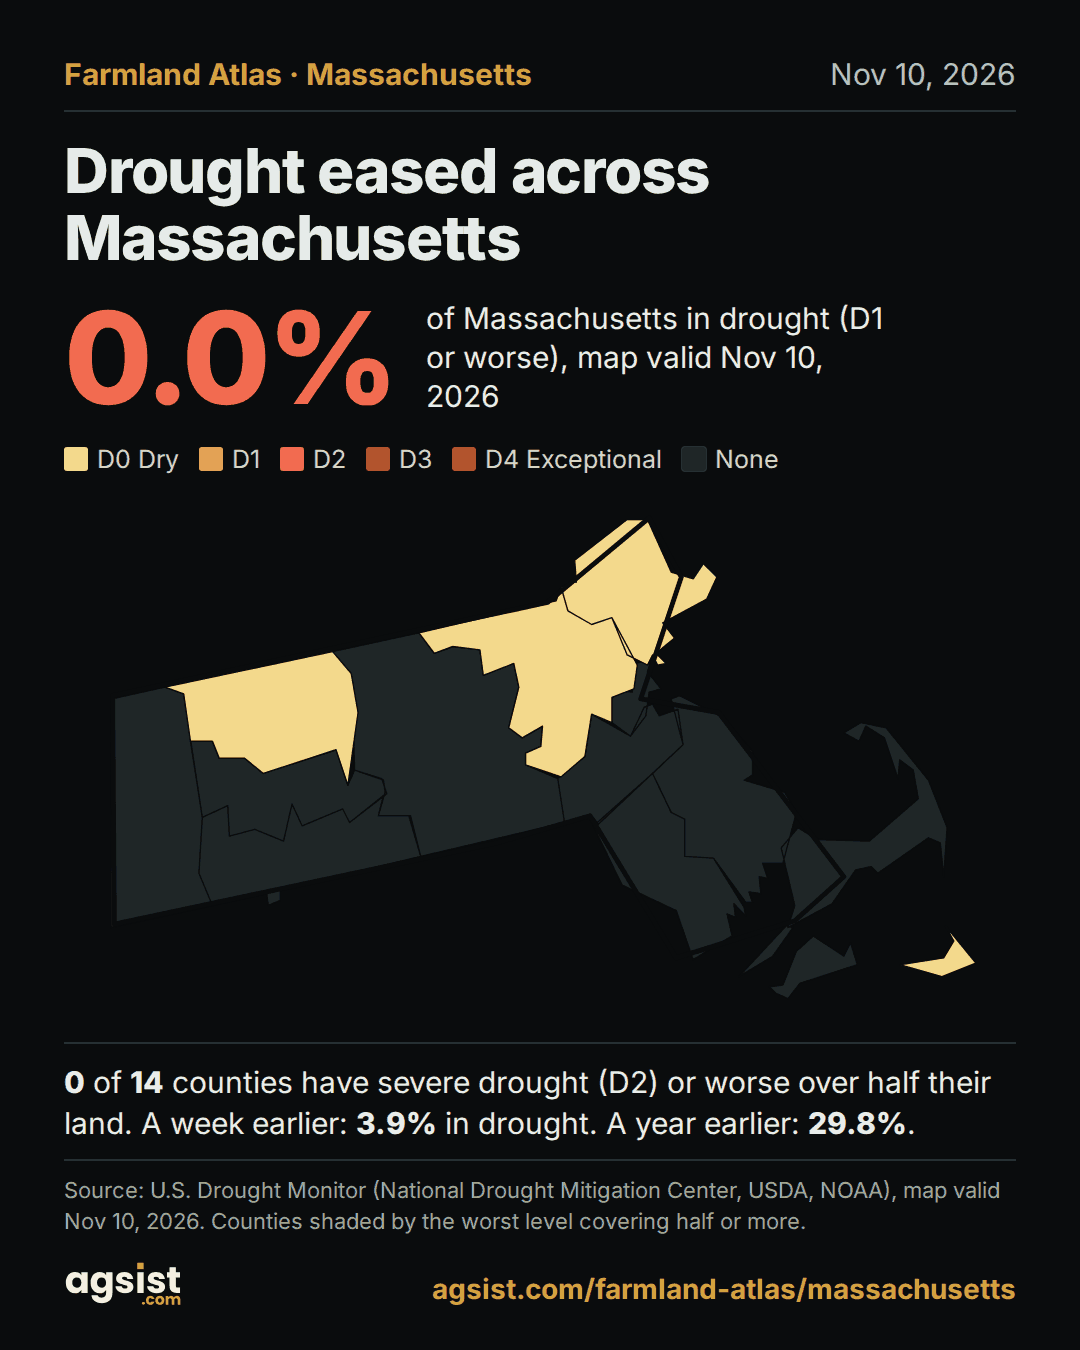 Farmland Atlas · Massachusetts
Nov 10, 2026
Drought eased across
Massachusetts
0.0%
of Massachusetts in drought (D1
or worse), map valid Nov 10,
2026
D0 Dry D1 D2 D3 D4 Exceptional None
0 of 14 counties have severe drought (D2) or worse over half their
land. A week earlier: 3.9% in drought. A year earlier: 29.8%.
Source: U.S. Drought Monitor (National Drought Mitigation Center, USDA, NOAA), map valid
Nov 10, 2026. Counties shaded by the worst level covering half or more.
agsist
.com
agsist.com/farmland-atlas/massachusetts